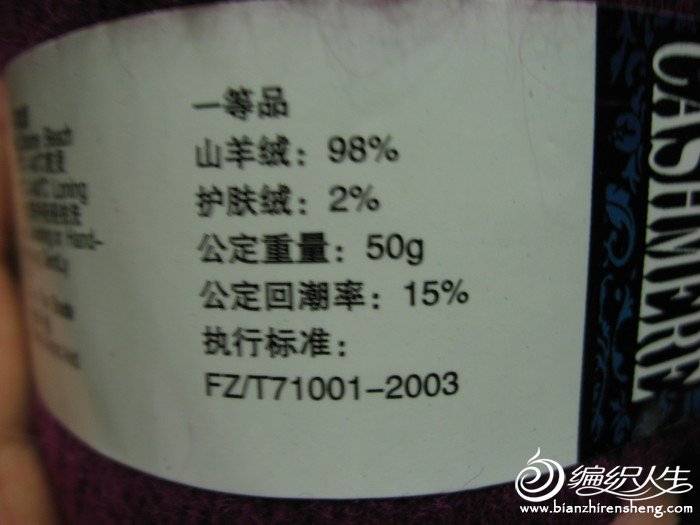 一等品
山羊绒：98%
护肤绒：2%
公定重量：50g
公定回潮率：15%
执行标准：
FZ/T71001-2003
CASHMERE
编织人生
www.bianzhirensheng.com